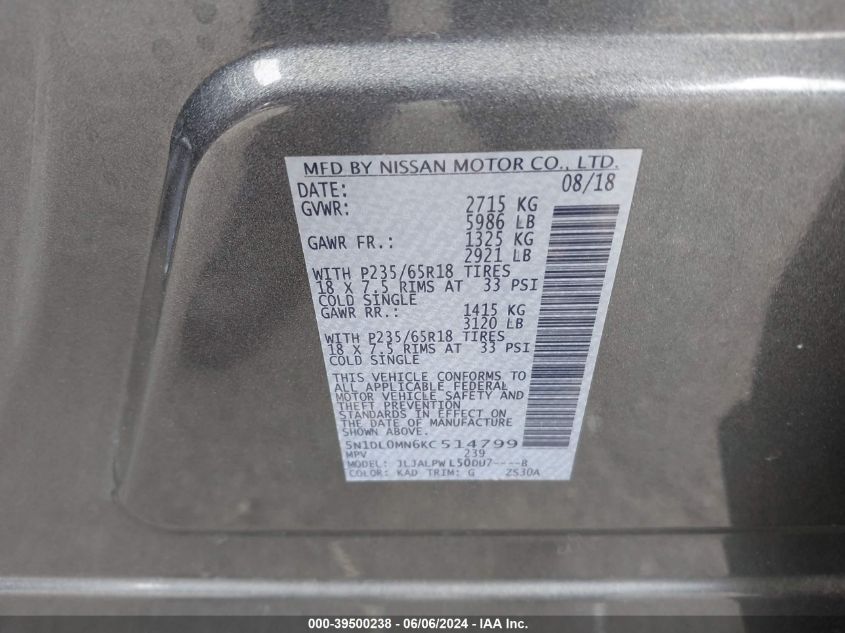 MFD BY NISSAN MOTOR CO., LTD.
DATE: 08/18
GVWR: 2715 KG
5986 LB
GAWR FR.: 1325 KG
2921 LB
WITH P235/65R18 TIRES
18 X 7.5 RIMS AT 33 PSI
COLD SINGLE
GAWR RR.: 1415 KG
3120 LB
WITH P235/65R18 TIRES
18 X 7.5 RIMS AT 33 PSI
COLD SINGLE
THIS VEHICLE CONFORMS TO
ALL APPLICABLE FEDERAL
MOTOR VEHICLE SAFETY AND
THEFT PREVENTION
STANDARDS IN EFFECT ON
THE DATE OF MANUFACTURE
SHOWN ABOVE.
5N1DL0MN6KC514799
MPV 239
MODEL: JLJALPW L50DU7----B
COLOR: KAD TRIM: G ZS30A
000-39500238 - 06/06/2024 - IAA Inc.